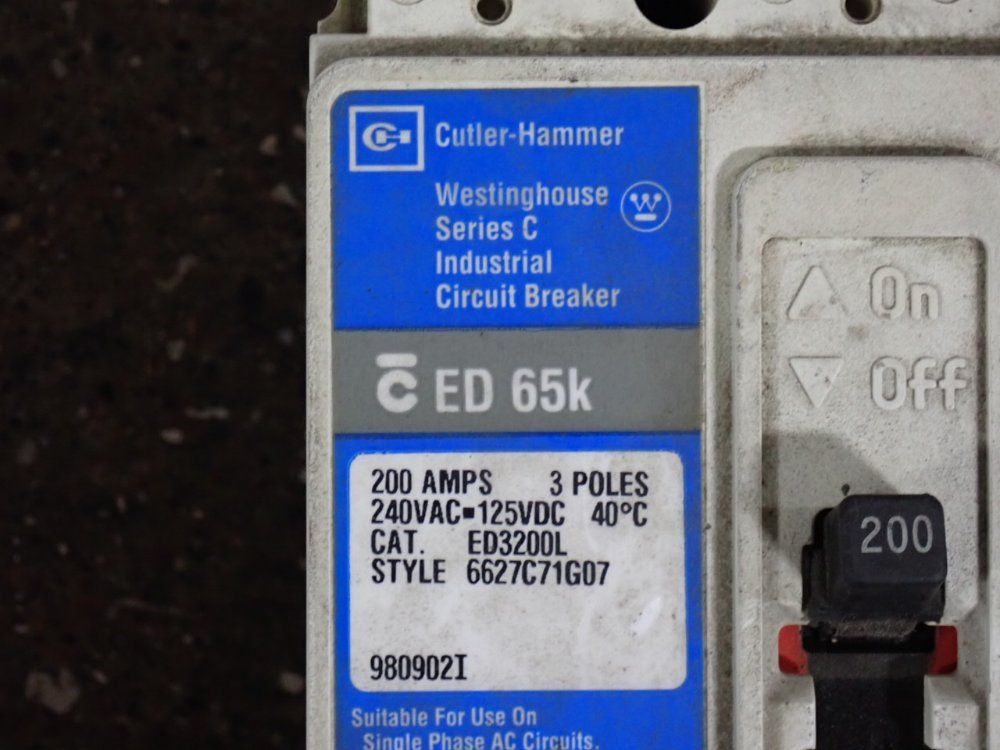 Cutler-Hammer
Westinghouse
Series C
Industrial
Circuit Breaker
C ED 65k
200 AMPS 3 POLES
240VAC▪125VDC 40°C
CAT. ED3200L
STYLE 6627C71G07
980902I
Suitable For Use On
Single Phase AC Circuits.
On
Off
200